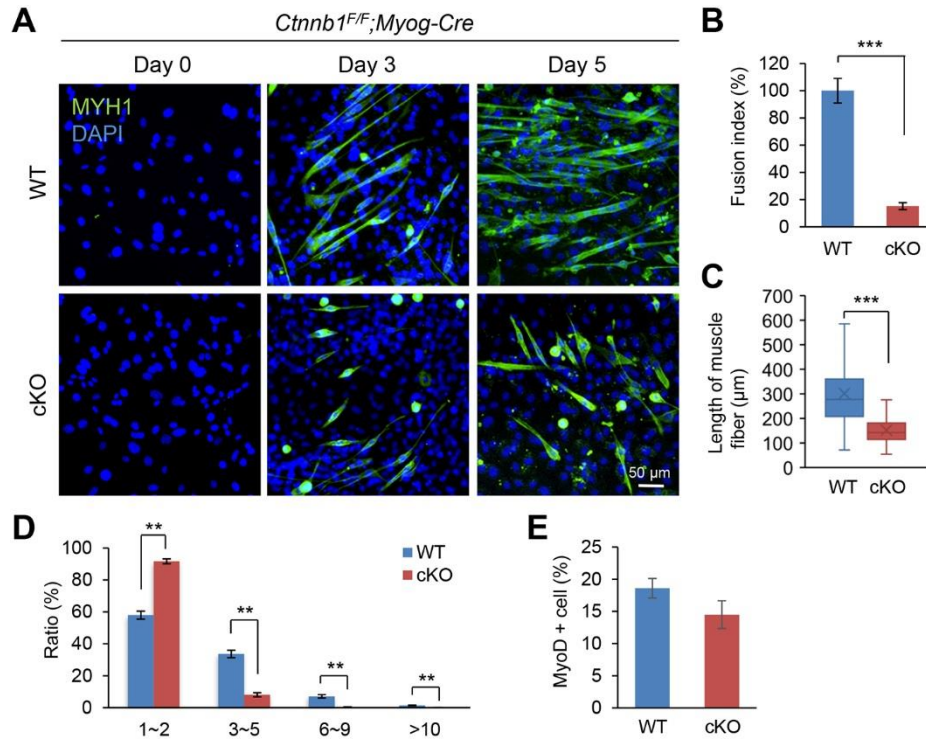 A
Ctnnb1F/F;Myog-Cre
Day 0
Day 3
Day 5
MYH1
DAPI
WT
cKO
50 µm
B
***
Fusion index (%)
120
100
80
60
40
20
0
WT
cKO
C
***
Length of muscle
fiber (µm)
700
600
500
400
300
200
100
0
WT
cKO
D
Ratio (%)
100
80
60
40
20
0
**
**
**
**
WT
cKO
1~2
3~5
6~9
>10
E
MyoD + cell (%)
25
20
15
10
5
0
WT
cKO